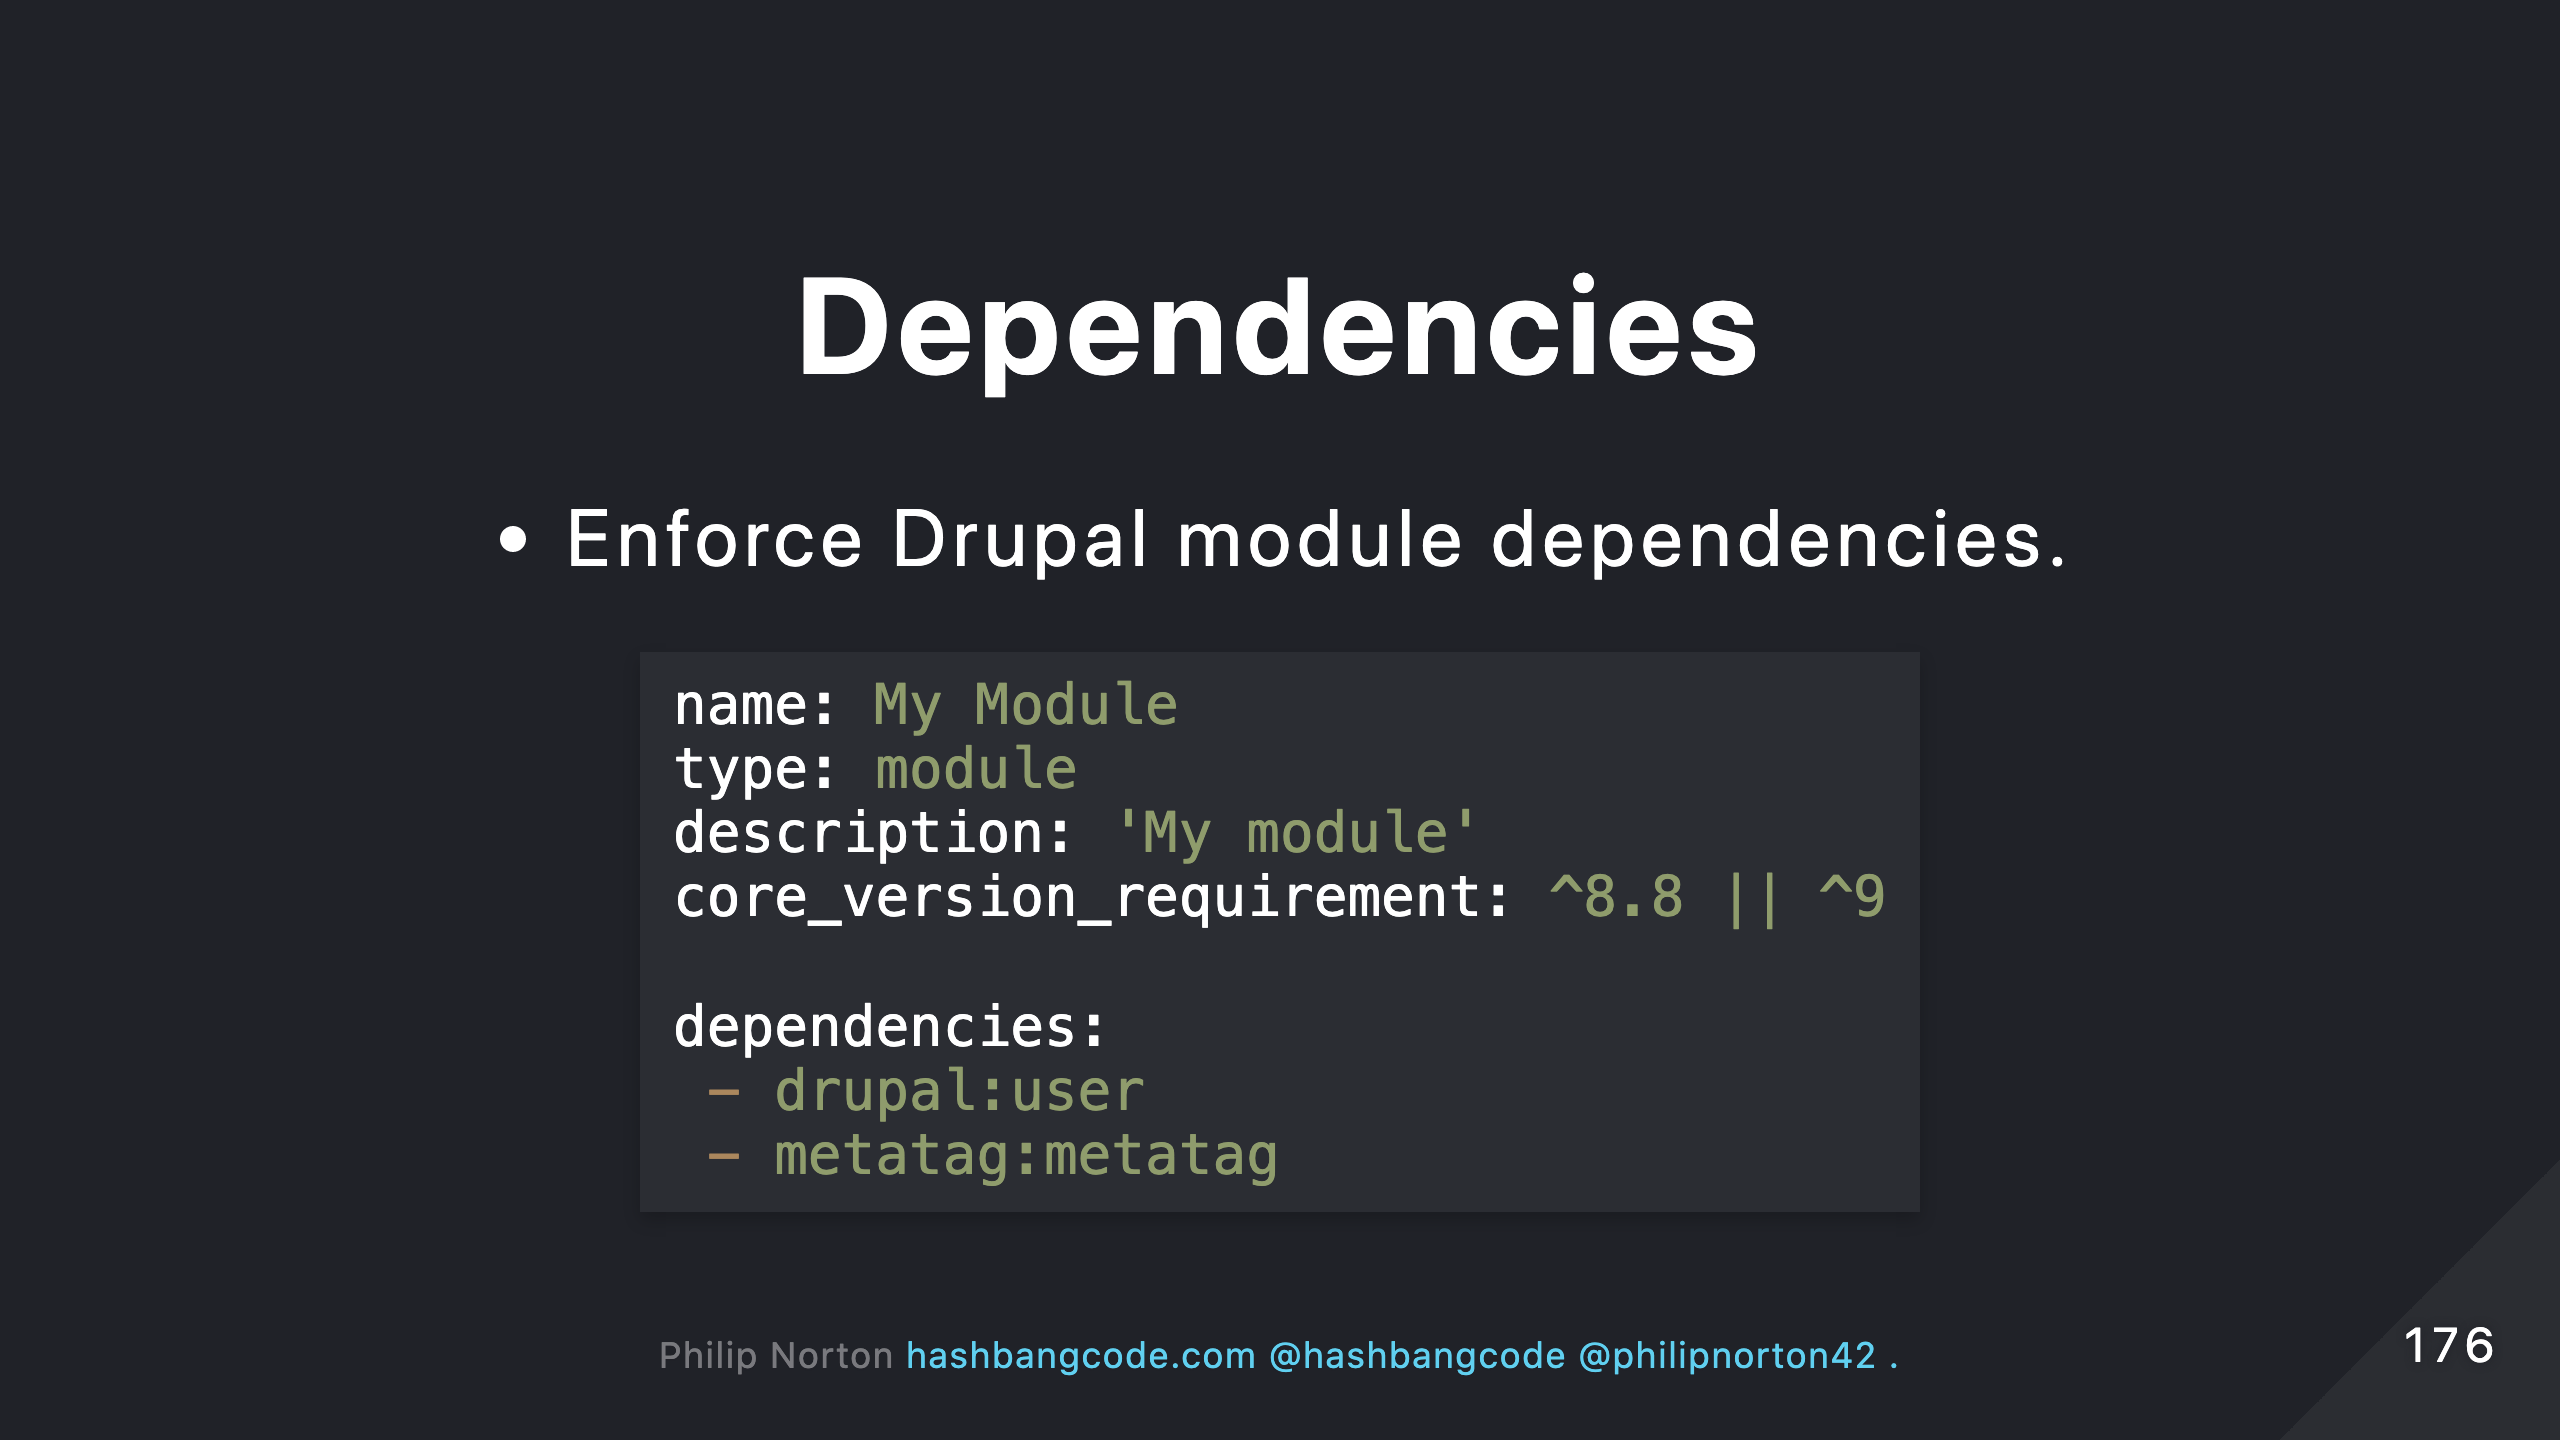 Dependencies
• Enforce Drupal module dependencies.
name: My Module
type: module
description: 'My module'
core_version_requirement: ^8.8 || ^9
dependencies:
 - drupal:user
 - metatag:metatag
Philip Norton hashbangcode.com @hashbangcode @philipnorton42 .
176